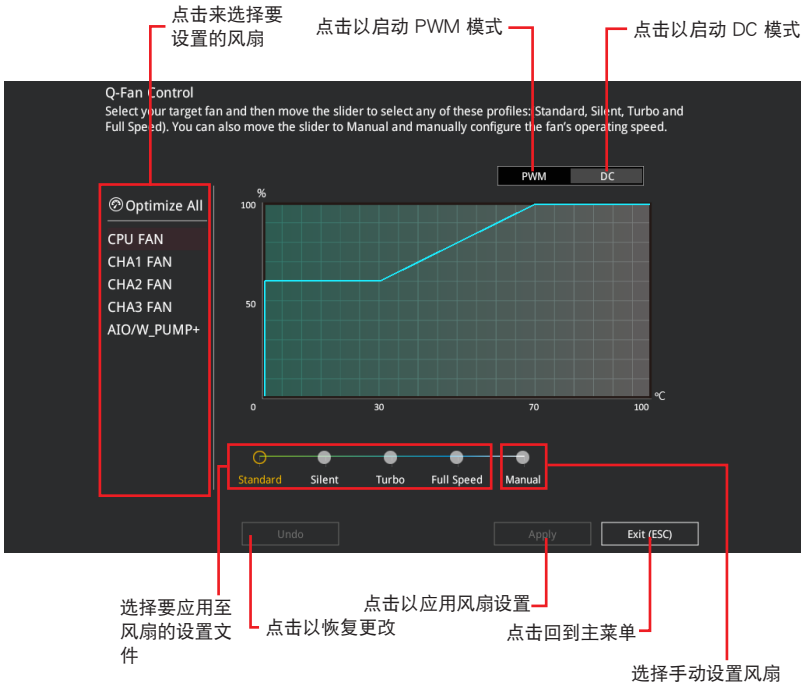 点击来选择要
设置的风扇
点击以启动 PWM 模式
点击以启动 DC 模式
Q-Fan Control
Select your target fan and then move the slider to select any of these profiles: Standard, Silent, Turbo and
Full Speed). You can also move the slider to Manual and manually configure the fan's operating speed.
PWM
DC
Optimize All
CPU FAN
CHA1 FAN
CHA2 FAN
CHA3 FAN
AIO/W_PUMP+
%
100
50
0
30
70
100
ºC
Standard
Silent
Turbo
Full Speed
Manual
Undo
Apply
Exit (ESC)
选择要应用至
风扇的设置文
件
点击以恢复更改
点击以应用风扇设置
点击回到主菜单
选择手动设置风扇